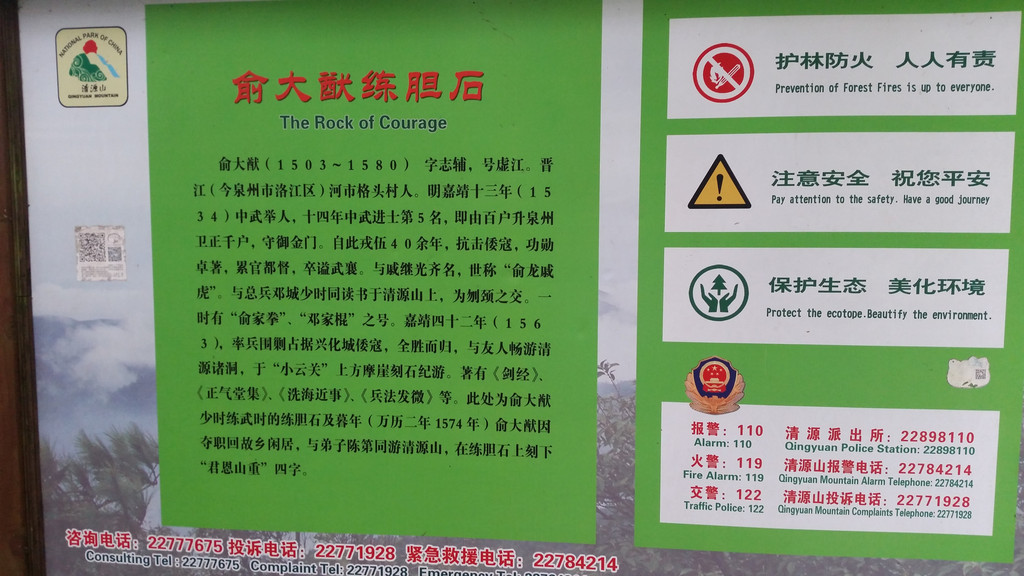 NATIONAL PARK OF CHINA
清源山
QINGYUAN MOUNTAIN
俞大猷练胆石
The Rock of Courage
俞大猷（1503～1580） 字志辅，号虚江。晋
江（今泉州市洛江区）河市格头村人。明嘉靖十三年（15
34）中武举人，十四年中武进士第5名，即由百户升泉州
卫正千户，守御金门。自此戎伍40余年，抗击倭寇，功勋
卓著，累官都督，卒谥武襄。与戚继光齐名，世称“俞龙戚
虎”。与总兵邓城少时同读书于清源山上，为刎颈之交。一
时有“俞家拳”、“邓家棍”之号。嘉靖四十二年（156
3），率兵围剿占据兴化城倭寇，全胜而归，与友人畅游清
源诸洞，于“小云关”上方摩崖刻石纪游。著有《剑经》、
《正气堂集》、《洗海近事》、《兵法发微》等。此处为俞大猷
少时练武时的练胆石及暮年（万历二年1574年）俞大猷因
夺职回故乡闲居，与弟子陈第同游清源山，在练胆石上刻下
“君恩山重”四字。
护林防火 人人有责
Prevention of Forest Fires is up to everyone.
注意安全 祝您平安
Pay attention to the safety. Have a good journey
保护生态 美化环境
Protect the ecotope.Beautify the environment.
报警：110
Alarm: 110
火警：119
Fire Alarm: 119
交警：122
Traffic Police: 122
清源派出所：22898110
Qingyuan Police Station: 22898110
清源山报警电话：22784214
Qingyuan Mountain Alarm Telephone: 22784214
清源山投诉电话：22771928
Qingyuan Mountain Complaints Telephone: 22771928
咨询电话：22777675 投诉电话：22771928 紧急救援电话：22784214
Consulting Tel : 22777675 Complaint Tel: 22771928 Emergency Tel: